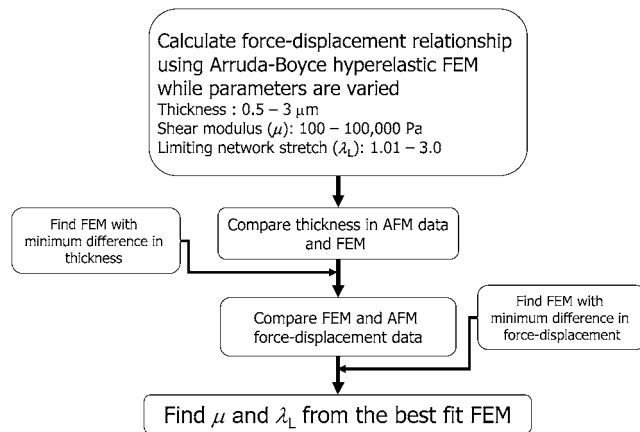 Calculate force-displacement relationship
using Arruda-Boyce hyperelastic FEM
while parameters are varied
Thickness : 0.5 – 3 μm
Shear modulus (μ): 100 – 100,000 Pa
Limiting network stretch (λL): 1.01 – 3.0
Find FEM with
minimum difference in
thickness
Compare thickness in AFM data
and FEM
Compare FEM and AFM
force-displacement data
Find FEM with
minimum difference in
force-displacement
Find μ and λL from the best fit FEM